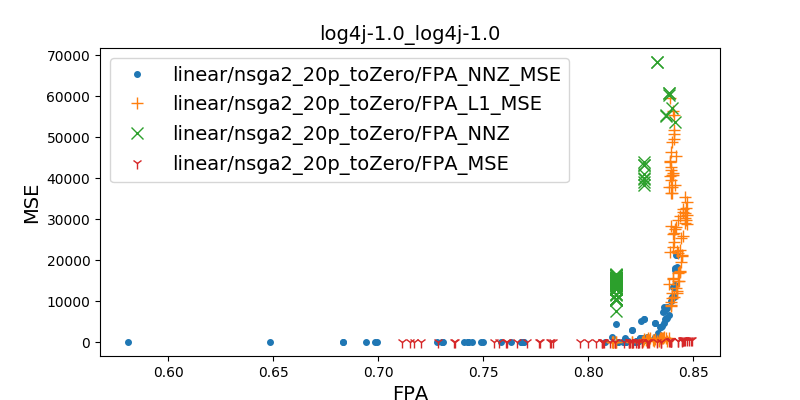 log4j-1.0_log4j-1.0
linear/nsga2_20p_toZero/FPA_NNZ_MSE
linear/nsga2_20p_toZero/FPA_L1_MSE
linear/nsga2_20p_toZero/FPA_NNZ
linear/nsga2_20p_toZero/FPA_MSE
MSE
70000
60000
50000
40000
30000
20000
10000
0
0.60 0.65 0.70 0.75 0.80 0.85
FPA